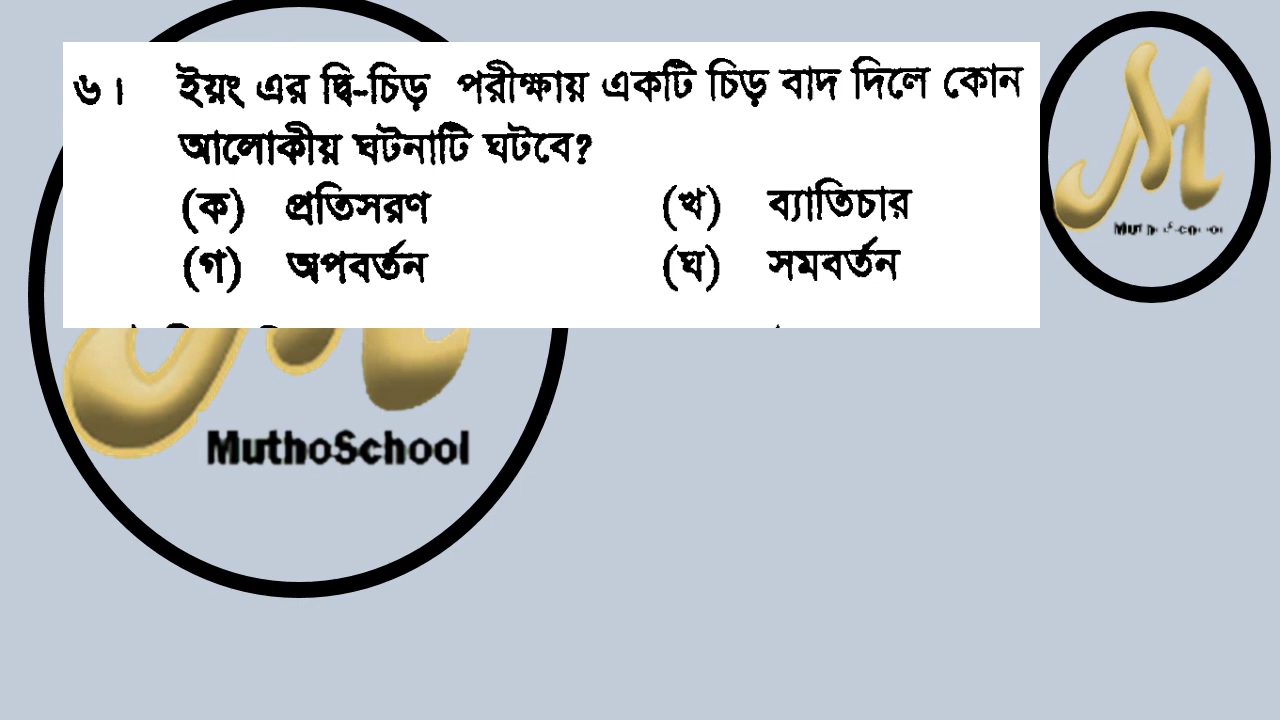 ৬। ইয়ং এর দ্বি-চিড় পরীক্ষায় একটি চিড় বাদ দিলে কোন
আলোকীয় ঘটনাটি ঘটবে?
(ক) প্রতিসরণ (খ) ব্যাতিচার
(গ) অপবর্তন (ঘ) সমবর্তন
MuthoSchool